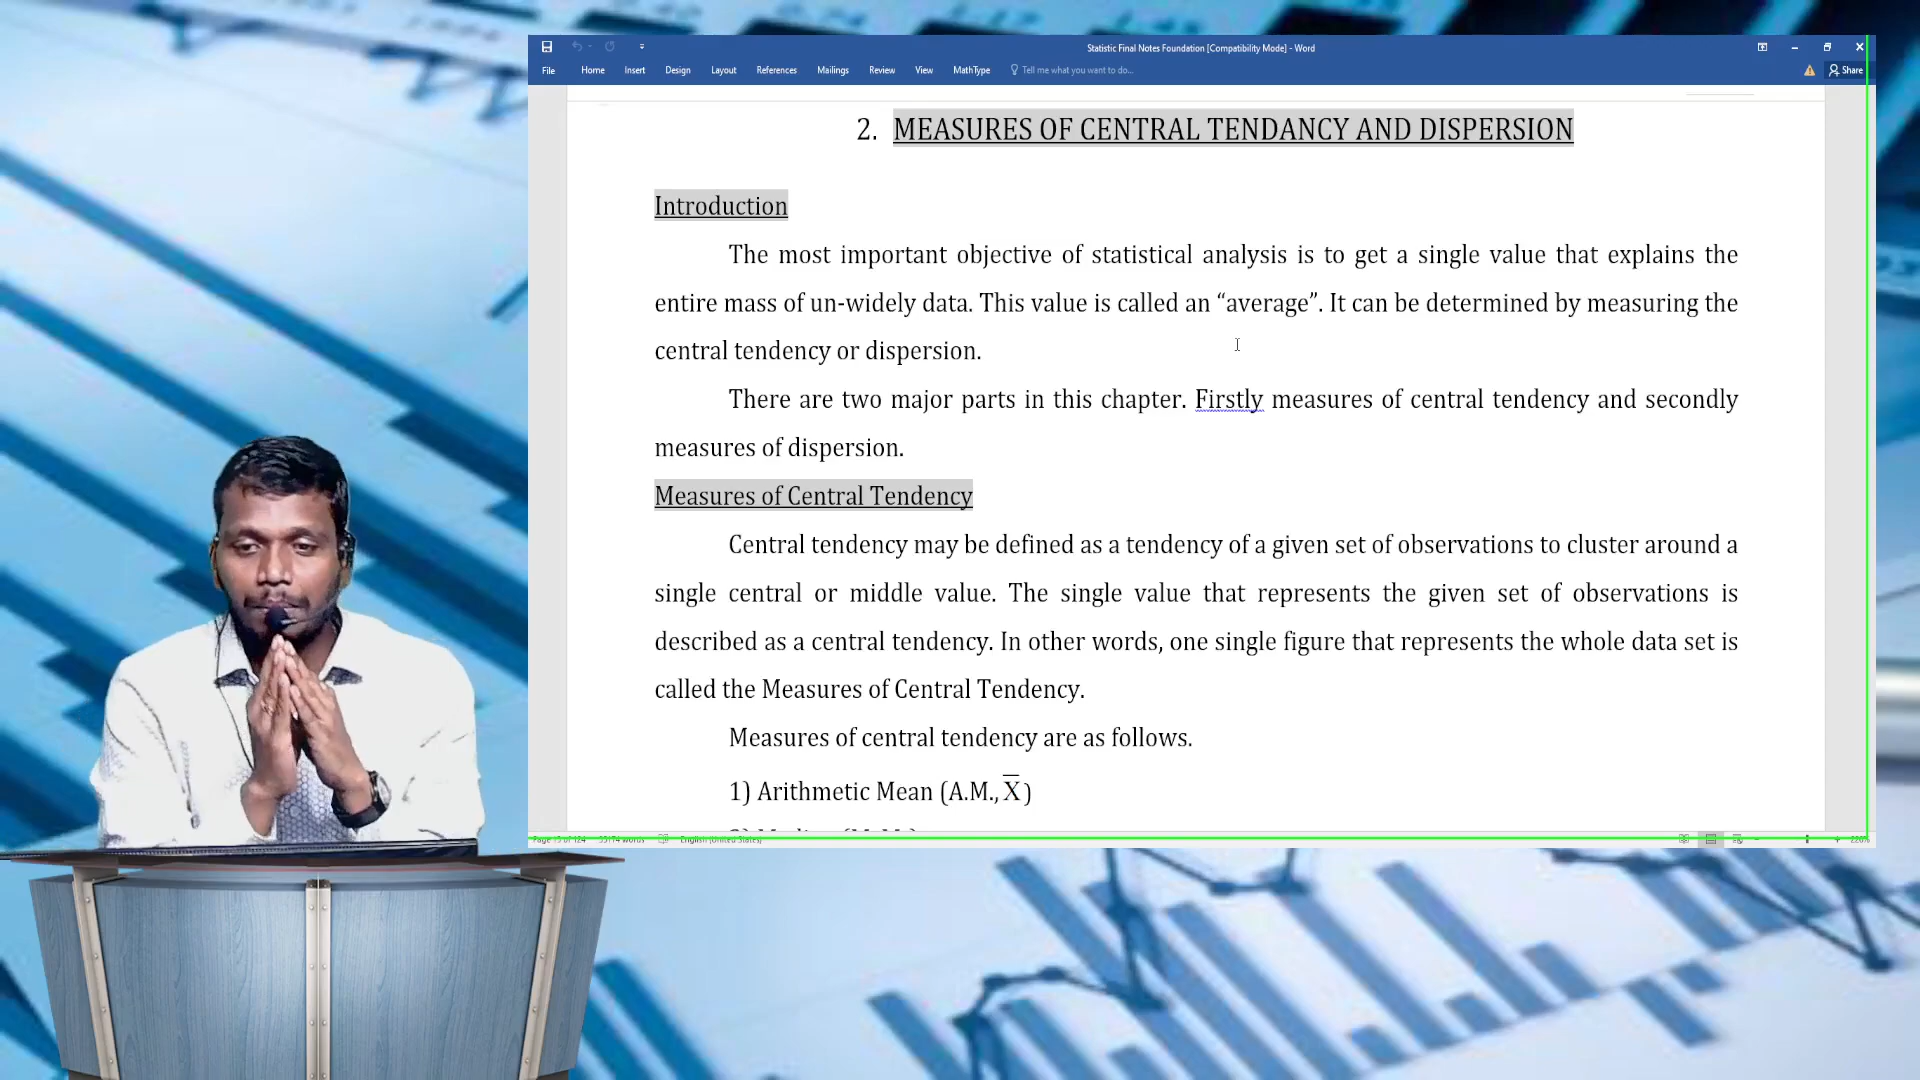 Statistic Final Notes Foundation [Compatibility Mode] - Word
File Home Insert Design Layout References Mailings Review View MathType Tell me what you want to do... Share
2. MEASURES OF CENTRAL TENDANCY AND DISPERSION
Introduction
The most important objective of statistical analysis is to get a single value that explains the
entire mass of un-widely data. This value is called an “average”. It can be determined by measuring the
central tendency or dispersion.
There are two major parts in this chapter. Firstly measures of central tendency and secondly
measures of dispersion.
Measures of Central Tendency
Central tendency may be defined as a tendency of a given set of observations to cluster around a
single central or middle value. The single value that represents the given set of observations is
described as a central tendency. In other words, one single figure that represents the whole data set is
called the Measures of Central Tendency.
Measures of central tendency are as follows.
1) Arithmetic Mean (A.M., X̅)
English (United States)